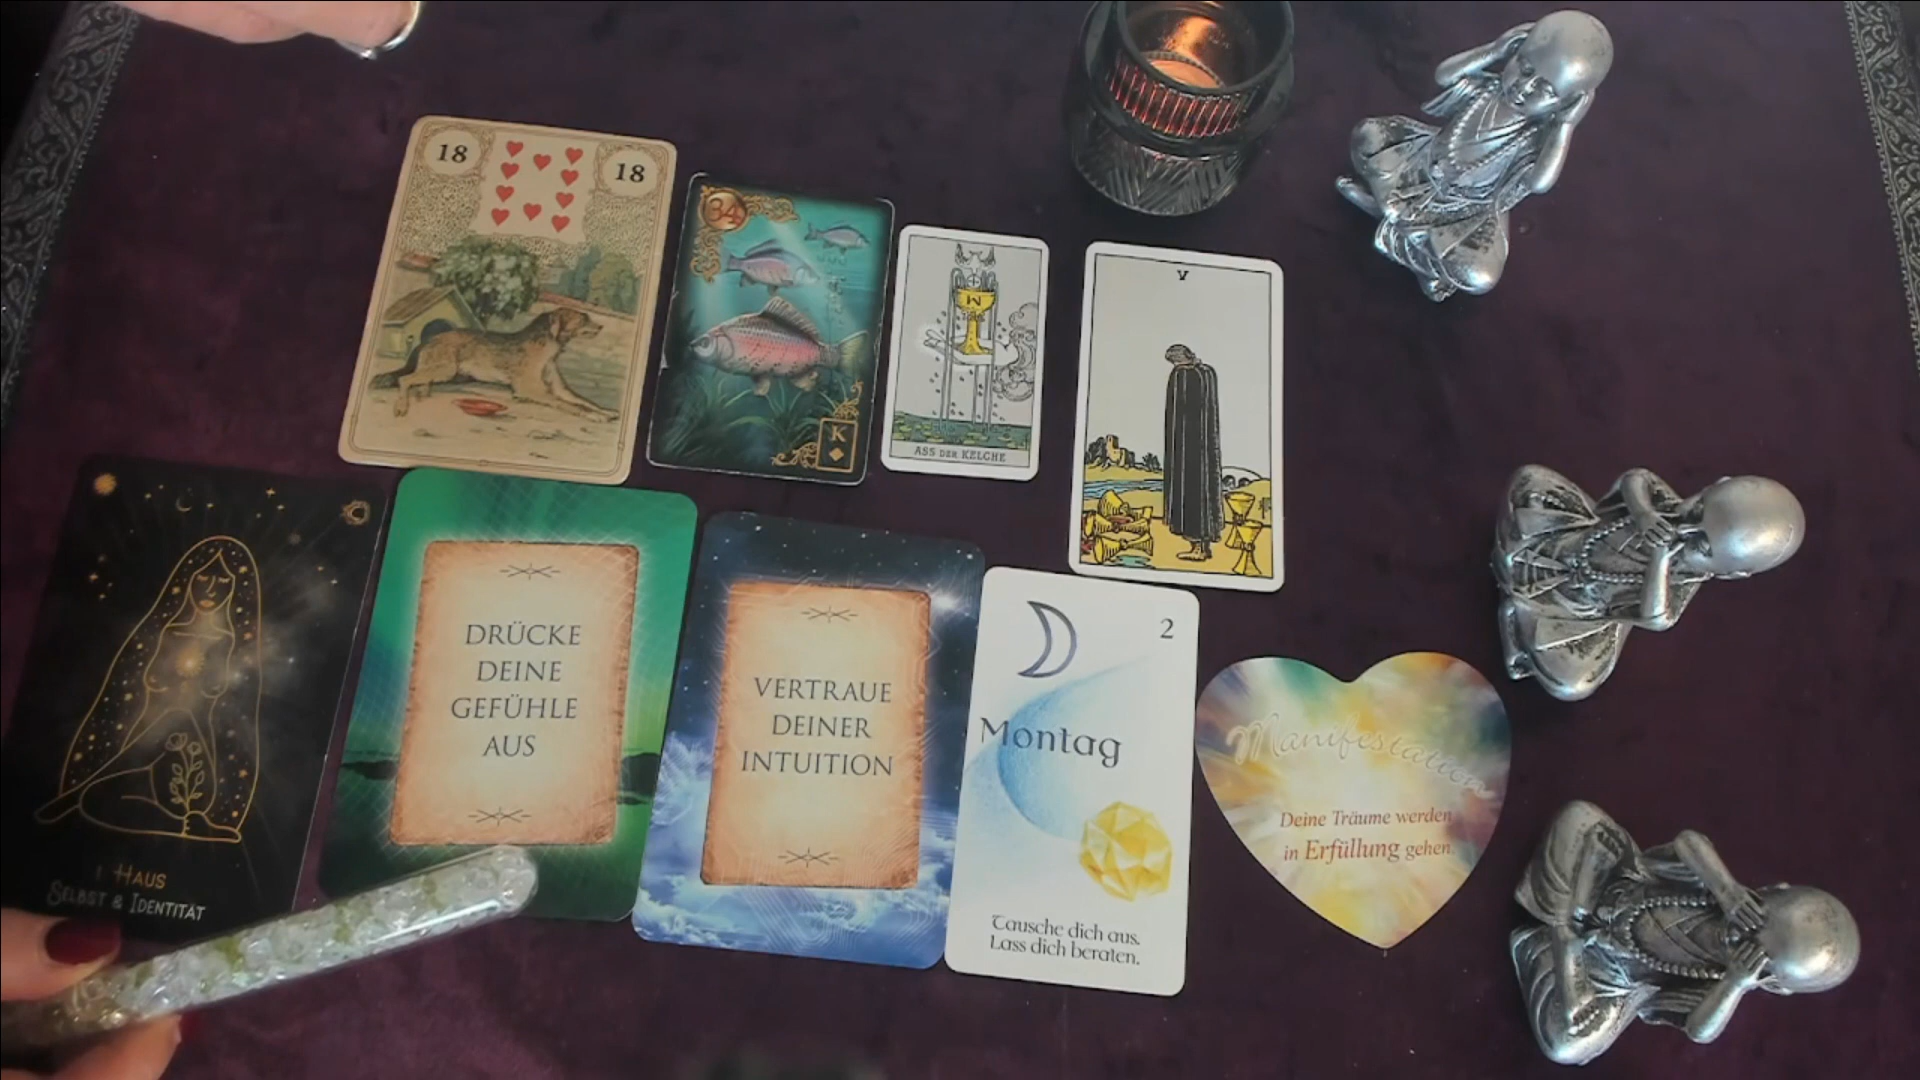 18
18
34
K
ASS DER KELCHE
V
1 HAUS
SELBST & IDENTITÄT
DRÜCKE
DEINE
GEFÜHLE
AUS
VERTRAUE
DEINER
INTUITION
2
Montag
Tausche dich aus.
Lass dich beraten.
Manifestation
Deine Träume werden
in Erfüllung gehen